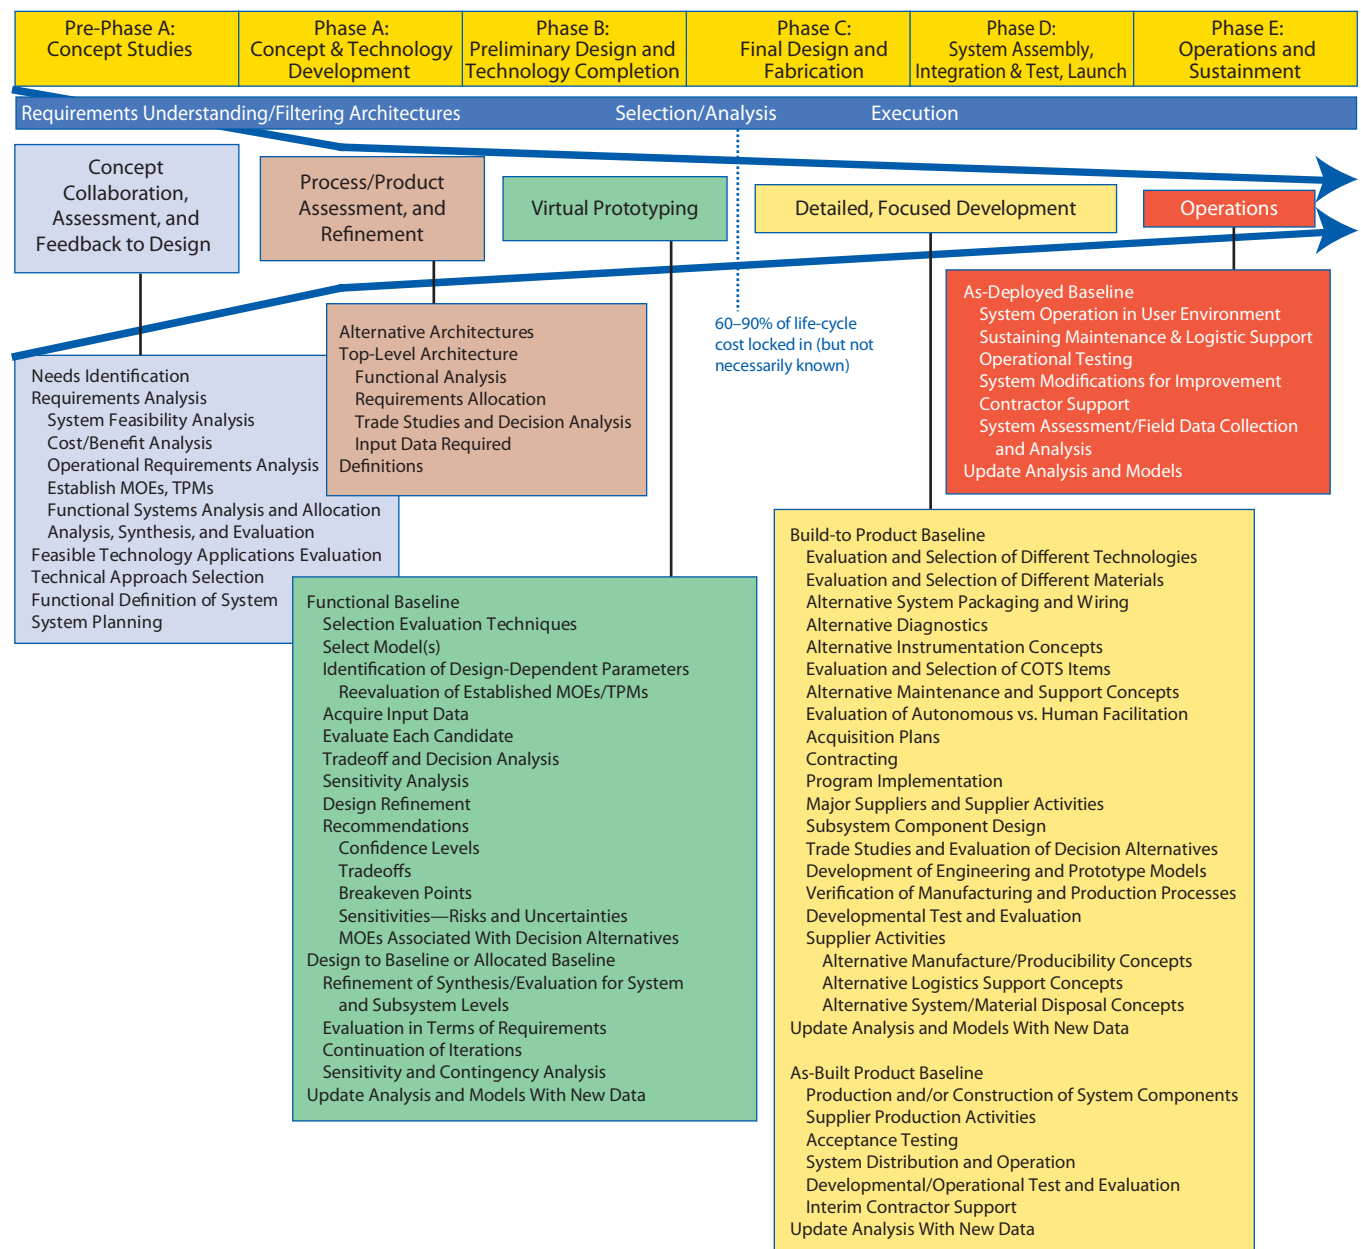 Pre-Phase A:
Concept Studies
Phase A:
Concept & Technology
Development
Phase B:
Preliminary Design and
Technology Completion
Phase C:
Final Design and
Fabrication
Phase D:
System Assembly,
Integration & Test, Launch
Phase E:
Operations and
Sustainment
Requirements Understanding/Filtering Architectures
Selection/Analysis
Execution
Concept
Collaboration,
Assessment, and
Feedback to Design
Process/Product
Assessment, and
Refinement
Virtual Prototyping
Detailed, Focused Development
Operations
60–90% of life-cycle
cost locked in (but not
necessarily known)
Needs Identification
Requirements Analysis
System Feasibility Analysis
Cost/Benefit Analysis
Operational Requirements Analysis
Establish MOEs, TPMs
Functional Systems Analysis and Allocation
Analysis, Synthesis, and Evaluation
Feasible Technology Applications Evaluation
Technical Approach Selection
Functional Definition of System
System Planning
Alternative Architectures
Top-Level Architecture
Functional Analysis
Requirements Allocation
Trade Studies and Decision Analysis
Input Data Required
Definitions
Functional Baseline
Selection Evaluation Techniques
Select Model(s)
Identification of Design-Dependent Parameters
Reevaluation of Established MOEs/TPMs
Acquire Input Data
Evaluate Each Candidate
Tradeoff and Decision Analysis
Sensitivity Analysis
Design Refinement
Recommendations
Confidence Levels
Tradeoffs
Breakeven Points
Sensitivities—Risks and Uncertainties
MOEs Associated With Decision Alternatives
Design to Baseline or Allocated Baseline
Refinement of Synthesis/Evaluation for System
and Subsystem Levels
Evaluation in Terms of Requirements
Continuation of Iterations
Sensitivity and Contingency Analysis
Update Analysis and Models With New Data
Build-to Product Baseline
Evaluation and Selection of Different Technologies
Evaluation and Selection of Different Materials
Alternative System Packaging and Wiring
Alternative Diagnostics
Alternative Instrumentation Concepts
Evaluation and Selection of COTS Items
Alternative Maintenance and Support Concepts
Evaluation of Autonomous vs. Human Facilitation
Acquisition Plans
Contracting
Program Implementation
Major Suppliers and Supplier Activities
Subsystem Component Design
Trade Studies and Evaluation of Decision Alternatives
Development of Engineering and Prototype Models
Verification of Manufacturing and Production Processes
Developmental Test and Evaluation
Supplier Activities
Alternative Manufacture/Producibility Concepts
Alternative Logistics Support Concepts
Alternative System/Material Disposal Concepts
Update Analysis and Models With New Data
As-Built Product Baseline
Production and/or Construction of System Components
Supplier Production Activities
Acceptance Testing
System Distribution and Operation
Developmental/Operational Test and Evaluation
Interim Contractor Support
Update Analysis With New Data
As-Deployed Baseline
System Operation in User Environment
Sustaining Maintenance & Logistic Support
Operational Testing
System Modifications for Improvement
Contractor Support
System Assessment/Field Data Collection
and Analysis
Update Analysis and Models